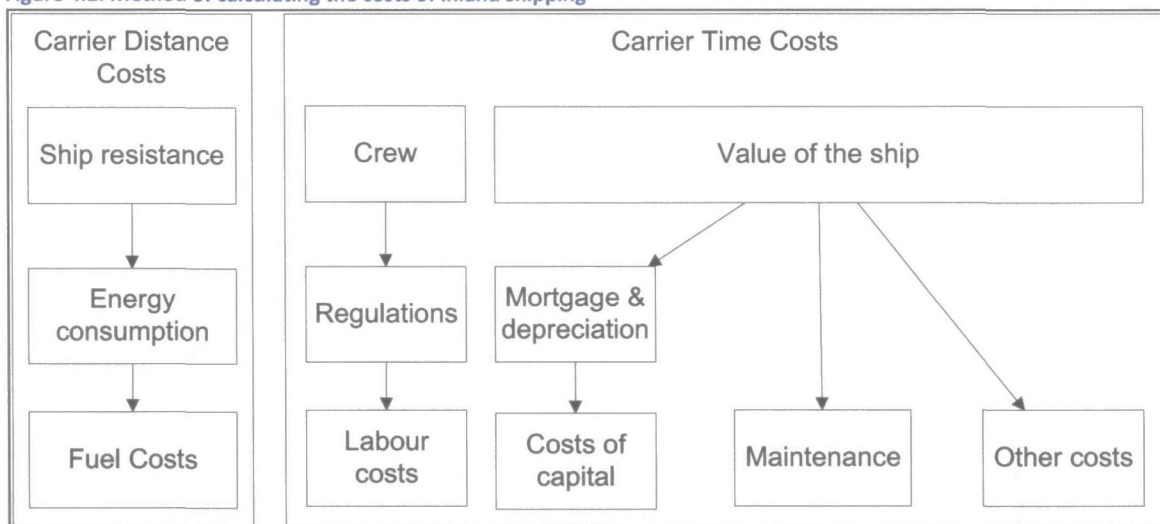 Carrier Distance
Costs
Carrier Time Costs
Ship resistance
Crew
Value of the ship
Energy
consumption
Regulations
Mortgage &
depreciation
Fuel Costs
Labour
costs
Costs of
capital
Maintenance
Other costs